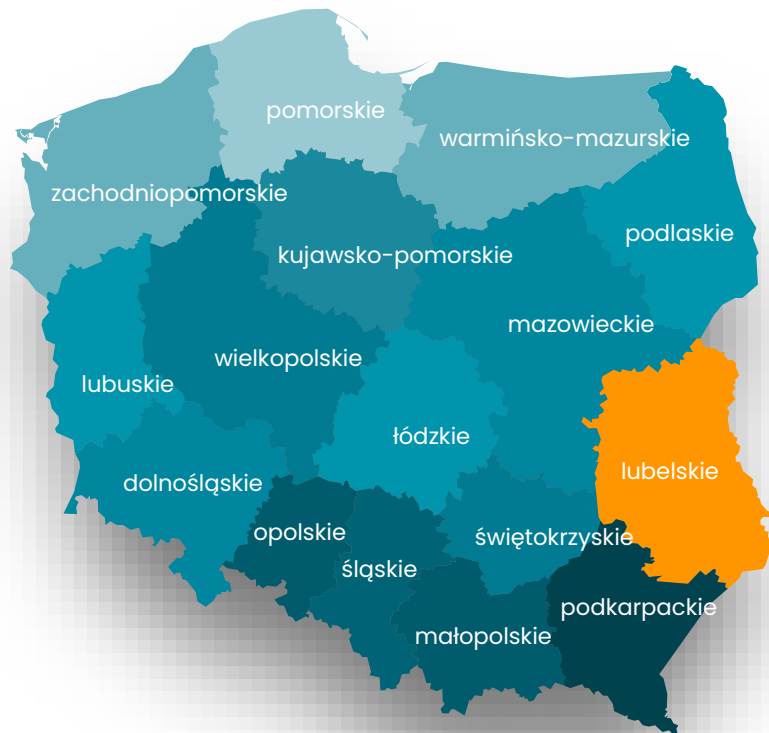 pomorskie
warmińsko-mazurskie
zachodniopomorskie
podlaskie
kujawsko-pomorskie
mazowieckie
wielkopolskie
lubuskie
łódzkie
lubelskie
dolnośląskie
opolskie
świętokrzyskie
śląskie
podkarpackie
małopolskie